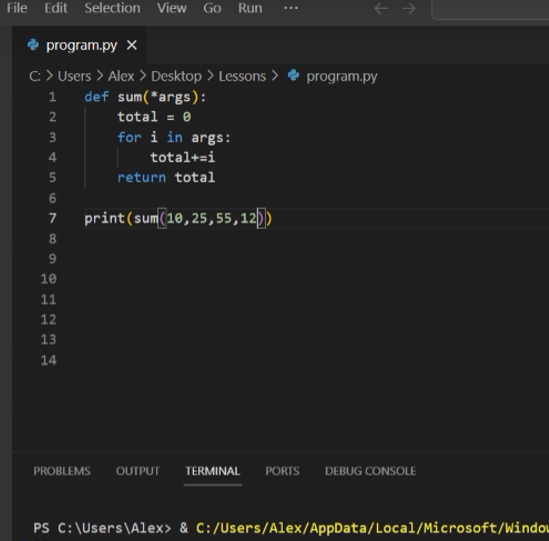 File Edit Selection View Go Run ... ← →
program.py ×
C: > Users > Alex > Desktop > Lessons > program.py
1 def sum(*args):
2     total = 0
3     for i in args:
4         total+=i
5     return total
6
7 print(sum(10,25,55,12))
8
9
10
11
12
13
14
PROBLEMS OUTPUT TERMINAL PORTS DEBUG CONSOLE
PS C:\Users\Alex> & C:/Users/Alex/AppData/Local/Microsoft/Windo